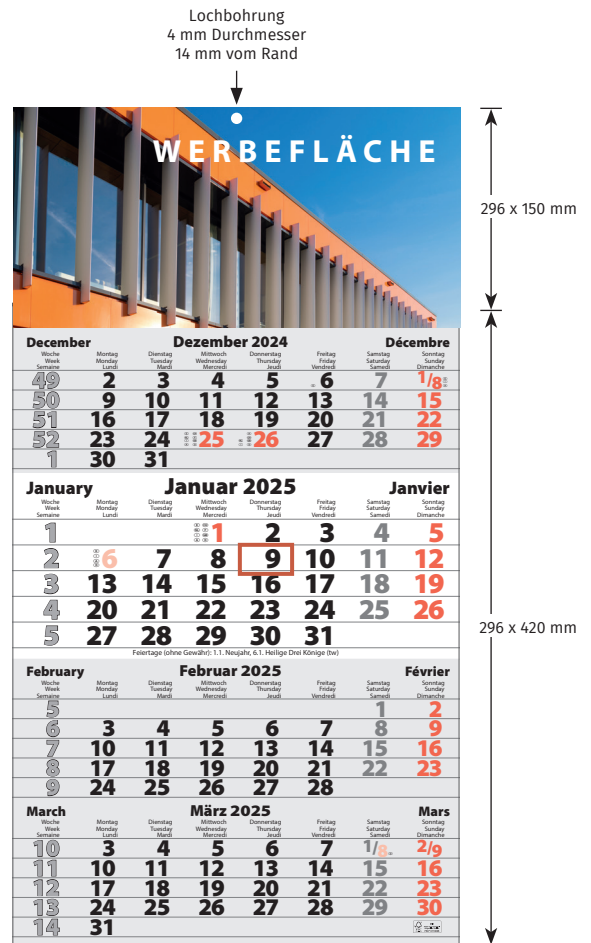 Lochbohrung
4 mm Durchmesser
14 mm vom Rand
WERBEFLÄCHE
296 x 150 mm
December Dezember 2024 Décembre
Woche Montag Dienstag Mittwoch Donnerstag Freitag Samstag Sonntag
Week Monday Tuesday Wednesday Thursday Friday Saturday Sunday
Semaine Lundi Mardi Mercredi Jeudi Vendredi Samedi Dimanche
49 2 3 4 5 6 7 1/8
50 9 10 11 12 13 14 15
51 16 17 18 19 20 21 22
52 23 24 25 26 27 28 29
1 30 31
January Januar 2025 Janvier
Woche Montag Dienstag Mittwoch Donnerstag Freitag Samstag Sonntag
Week Monday Tuesday Wednesday Thursday Friday Saturday Sunday
Semaine Lundi Mardi Mercredi Jeudi Vendredi Samedi Dimanche
1 1 2 3 4 5
2 6 7 8 9 10 11 12
3 13 14 15 16 17 18 19
4 20 21 22 23 24 25 26
296 x 420 mm
5 27 28 29 30 31
Feiertage (ohne Gewähr): 1.1. Neujahr, 6.1. Heilige Drei Könige (tw)
February Februar 2025 Février
Woche Montag Dienstag Mittwoch Donnerstag Freitag Samstag Sonntag
Week Monday Tuesday Wednesday Thursday Friday Saturday Sunday
Semaine Lundi Mardi Mercredi Jeudi Vendredi Samedi Dimanche
5 1 2
6 3 4 5 6 7 8 9
7 10 11 12 13 14 15 16
8 17 18 19 20 21 22 23
9 24 25 26 27 28
March März 2025 Mars
Woche Montag Dienstag Mittwoch Donnerstag Freitag Samstag Sonntag
Week Monday Tuesday Wednesday Thursday Friday Saturday Sunday
Semaine Lundi Mardi Mercredi Jeudi Vendredi Samedi Dimanche
10 3 4 5 6 7 1/8 2/9
11 10 11 12 13 14 15 16
12 17 18 19 20 21 22 23
13 24 25 26 27 28 29 30
14 31